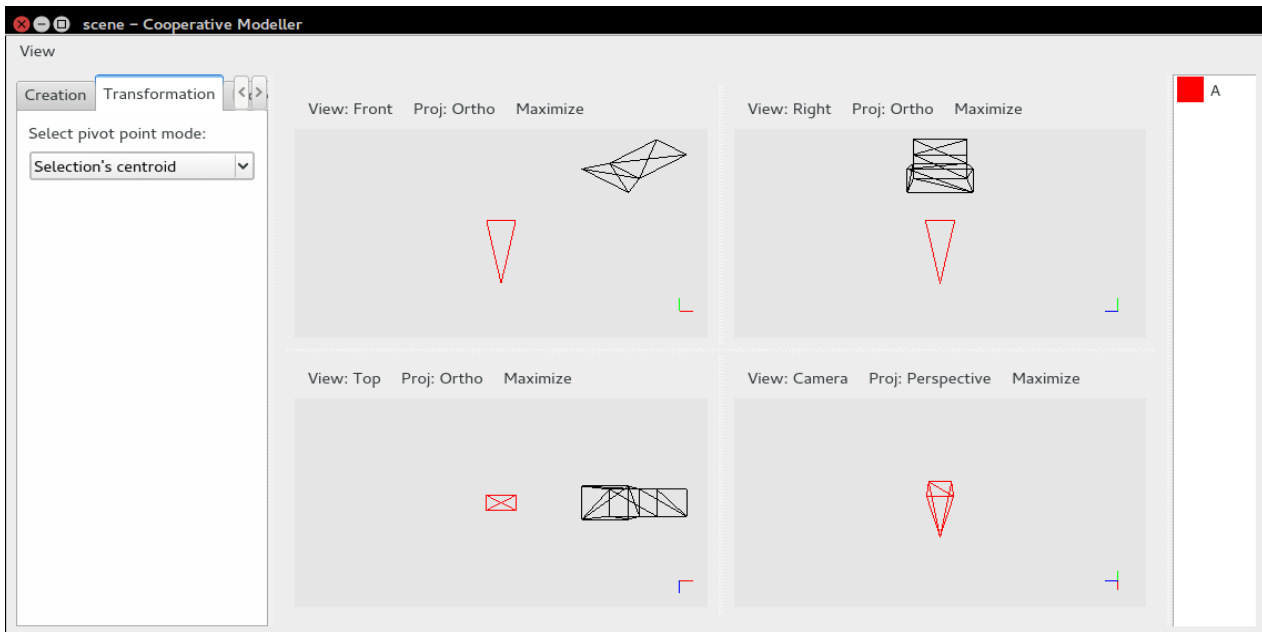 scene – Cooperative Modeller
View
Creation Transformation
Select pivot point mode:
Selection's centroid
View: Front Proj: Ortho Maximize
View: Right Proj: Ortho Maximize
A
View: Top Proj: Ortho Maximize
View: Camera Proj: Perspective Maximize